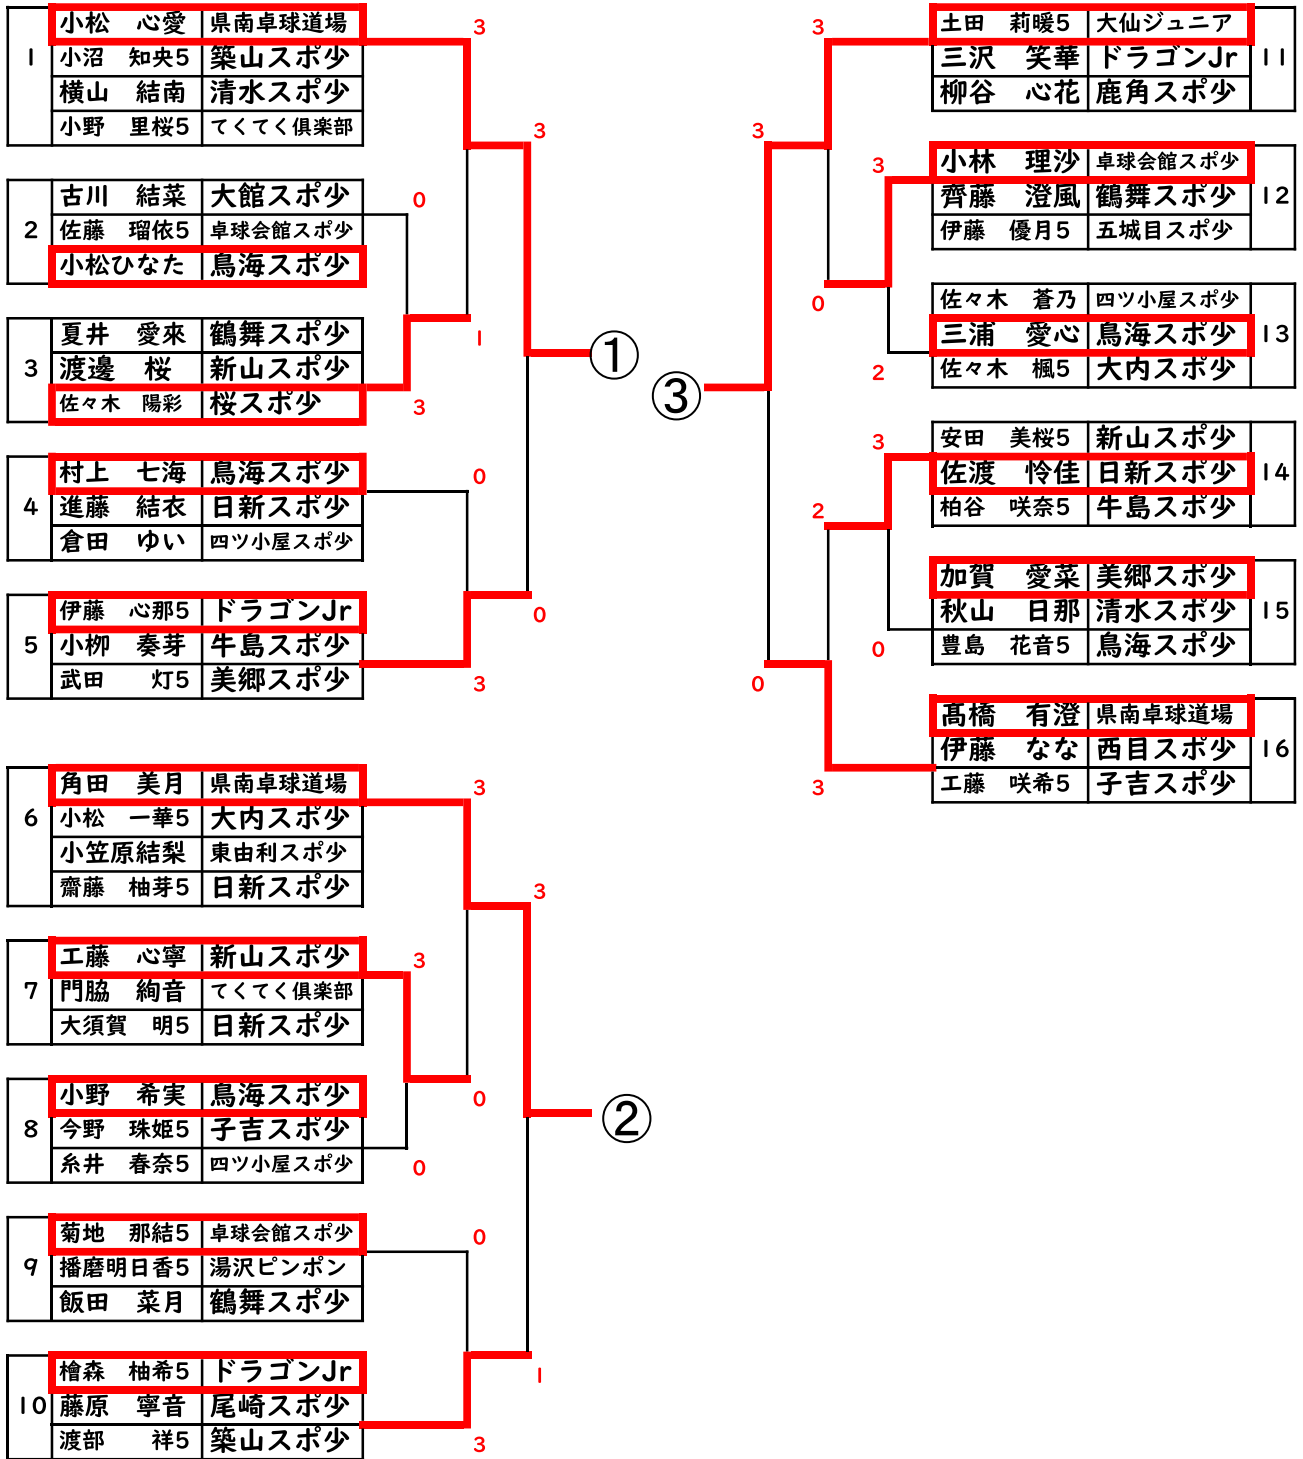 1
小松　心愛 県南卓球道場
小沼　知央5 築山スポ少
横山　結南 清水スポ少
小野　里桜5 てくてく倶楽部
2
古川　結菜 大館スポ少
佐藤　瑠依5 卓球会館スポ少
小松ひなた 鳥海スポ少
3
夏井　愛來 鶴舞スポ少
渡邊　桜 新山スポ少
佐々木　陽彩 桜スポ少
4
村上　七海 鳥海スポ少
進藤　結衣 日新スポ少
倉田　ゆい 四ツ小屋スポ少
5
伊藤　心那5 ドラゴンJr
小栁　奏芽 牛島スポ少
武田　灯5 美郷スポ少
6
角田　美月 県南卓球道場
小松　一華5 大内スポ少
小笠原結梨 東由利スポ少
齋藤　柚芽5 日新スポ少
7
工藤　心寧 新山スポ少
門脇　絢音 てくてく倶楽部
大須賀　明5 日新スポ少
8
小野　希実 鳥海スポ少
今野　珠姫5 子吉スポ少
糸井　春奈5 四ツ小屋スポ少
9
菊地　那結5 卓球会館スポ少
播磨明日香5 湯沢ピンポン
飯田　菜月 鶴舞スポ少
10
檜森　柚希5 ドラゴンJr
藤原　寧音 尾崎スポ少
渡部　祥5 築山スポ少
3
3
0
1
3
0
0
3
①
3
3
3
0
0
0
1
3
②
3
3
3
0
2
3
2
0
0
3
③
土田　莉暖5 大仙ジュニア
三沢　笑華 ドラゴンJr
柳谷　心花 鹿角スポ少
11
小林　理沙 卓球会館スポ少
齊藤　澄風 鶴舞スポ少
伊藤　優月5 五城目スポ少
12
佐々木　蒼乃 四ツ小屋スポ少
三浦　愛心 鳥海スポ少
佐々木　楓5 大内スポ少
13
安田　美桜5 新山スポ少
佐渡　怜佳 日新スポ少
柏谷　咲奈5 牛島スポ少
14
加賀　愛菜 美郷スポ少
秋山　日那 清水スポ少
豊島　花音5 鳥海スポ少
15
髙橋　有澄 県南卓球道場
伊藤　なな 西目スポ少
工藤　咲希5 子吉スポ少
16